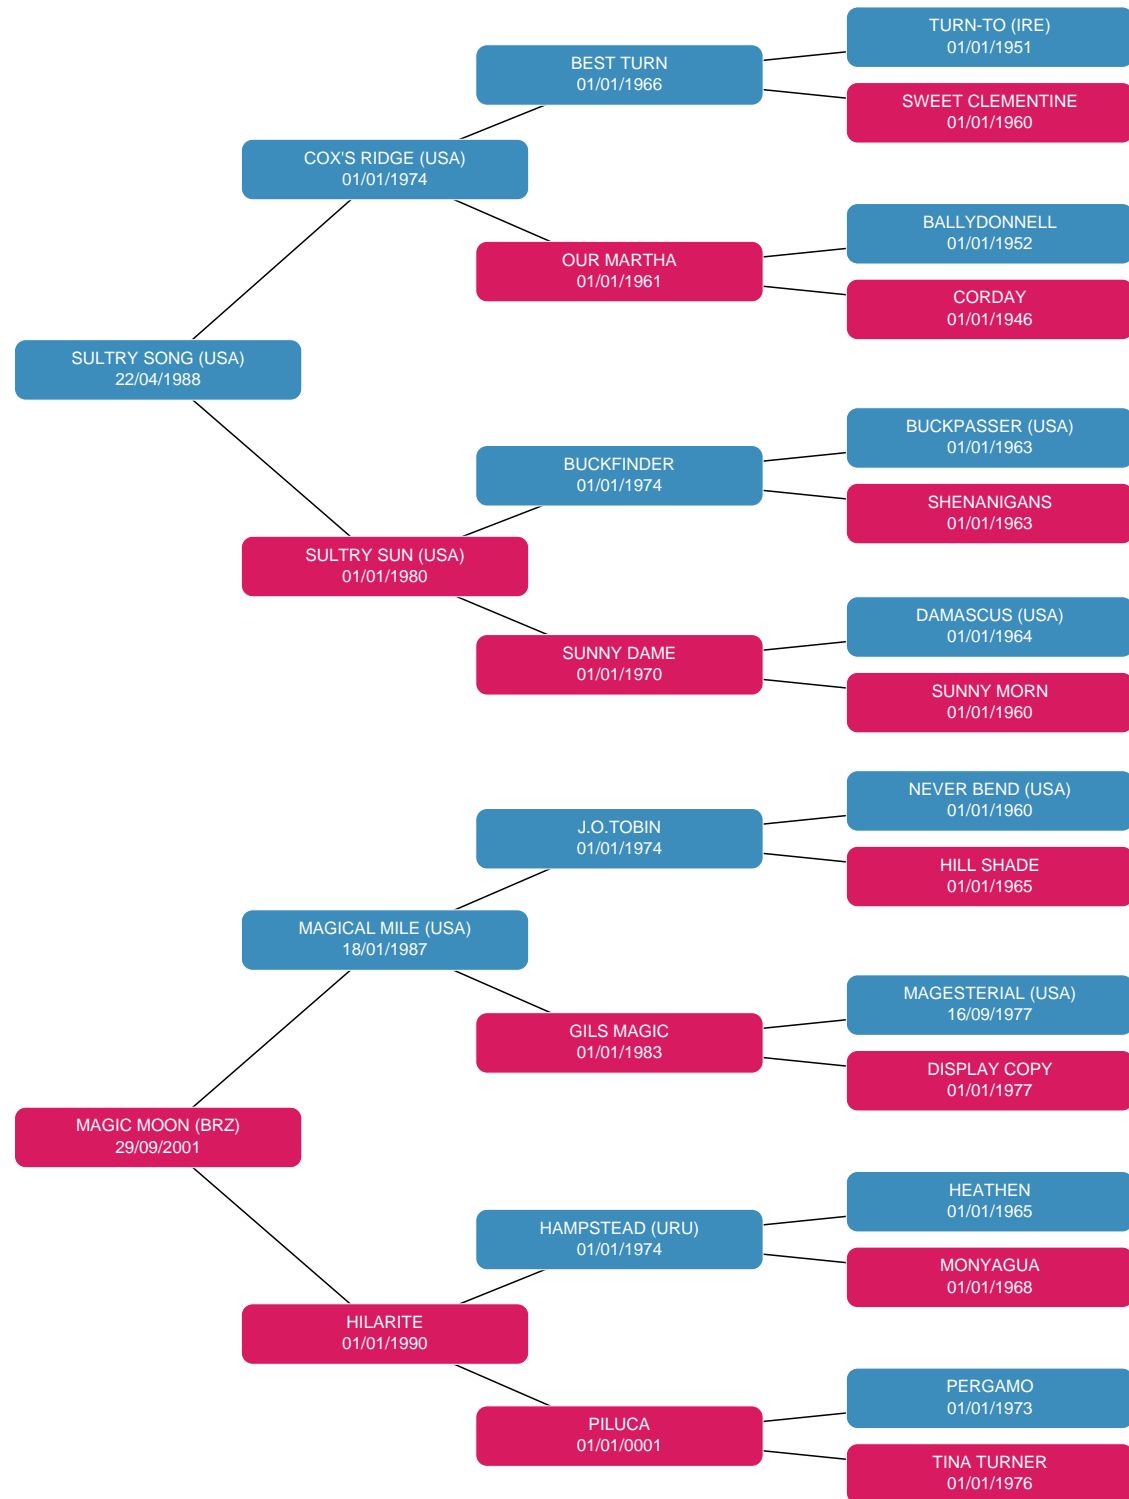 TURN-TO (IRE)
01/01/1951
BEST TURN
01/01/1966
SWEET CLEMENTINE
01/01/1960
COX'S RIDGE (USA)
01/01/1974
BALLYDONNELL
01/01/1952
OUR MARTHA
01/01/1961
CORDAY
01/01/1946
SULTRY SONG (USA)
22/04/1988
BUCKPASSER (USA)
01/01/1963
BUCKFINDER
01/01/1974
SHENANIGANS
01/01/1963
SULTRY SUN (USA)
01/01/1980
DAMASCUS (USA)
01/01/1964
SUNNY DAME
01/01/1970
SUNNY MORN
01/01/1960
NEVER BEND (USA)
01/01/1960
J.O.TOBIN
01/01/1974
HILL SHADE
01/01/1965
MAGICAL MILE (USA)
18/01/1987
MAGESTERIAL (USA)
16/09/1977
GILS MAGIC
01/01/1983
DISPLAY COPY
01/01/1977
MAGIC MOON (BRZ)
29/09/2001
HEATHEN
01/01/1965
HAMPSTEAD (URU)
01/01/1974
MONYAGUA
01/01/1968
HILARITE
01/01/1990
PERGAMO
01/01/1973
PILUCA
01/01/0001
TINA TURNER
01/01/1976